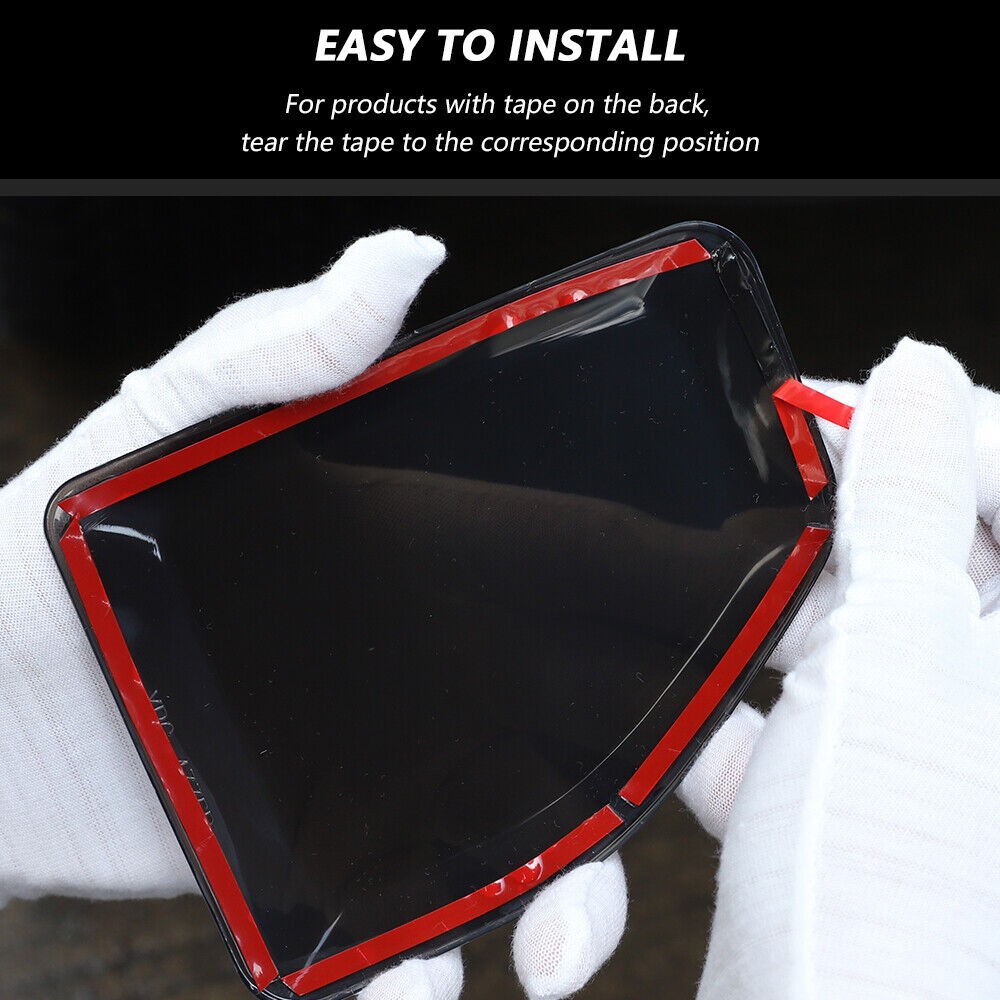 EASY TO INSTALL
For products with tape on the back,
tear the tape to the corresponding position